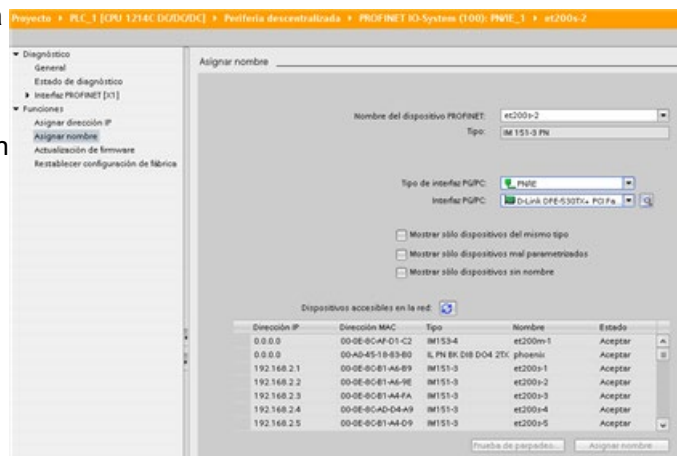 Proyecto ▸ PLC_1 [CPU 1214C DC/DC/DC] ▸ Periferia descentralizada ▸ PROFINET IO-System (100): PN/IE_1 ▸ et200s-2
Diagnóstico
General
Estado de diagnóstico
Interfaz PROFINET [X1]
Funciones
Asignar dirección IP
Asignar nombre
Actualización de firmware
Restablecer configuración de fábrica
Asignar nombre
Nombre del dispositivo PROFINET: et200s-2
Tipo: IM 151-3 PN
Tipo de interfaz PG/PC: PN/IE
Interfaz PG/PC: D-Link DFE-530TX+ PCI Fa
Mostrar sólo dispositivos del mismo tipo
Mostrar sólo dispositivos mal parametrizados
Mostrar sólo dispositivos sin nombre
Dispositivos accesibles en la red:
Dirección IP Dirección MAC Tipo Nombre Estado
0.0.0.0 00-0E-8C-AF-D1-C2 IM153-4 et200m-1 Aceptar
0.0.0.0 00-A0-45-18-83-80 IL PN BK DI8 DO4 2TX phoenix Aceptar
192.168.2.1 00-0E-8C-B1-A6-B9 IM151-3 et200s-1 Aceptar
192.168.2.2 00-0E-8C-B1-A6-9E IM151-3 et200s-2 Aceptar
192.168.2.3 00-0E-8C-B1-A4-FA IM151-3 et200s-3 Aceptar
192.168.2.4 00-0E-8C-AD-D4-A9 IM151-3 et200s-4 Aceptar
192.168.2.5 00-0E-8C-B1-A4-D9 IM151-3 et200s-5 Aceptar
Prueba de parpadeo... Asignar nombre